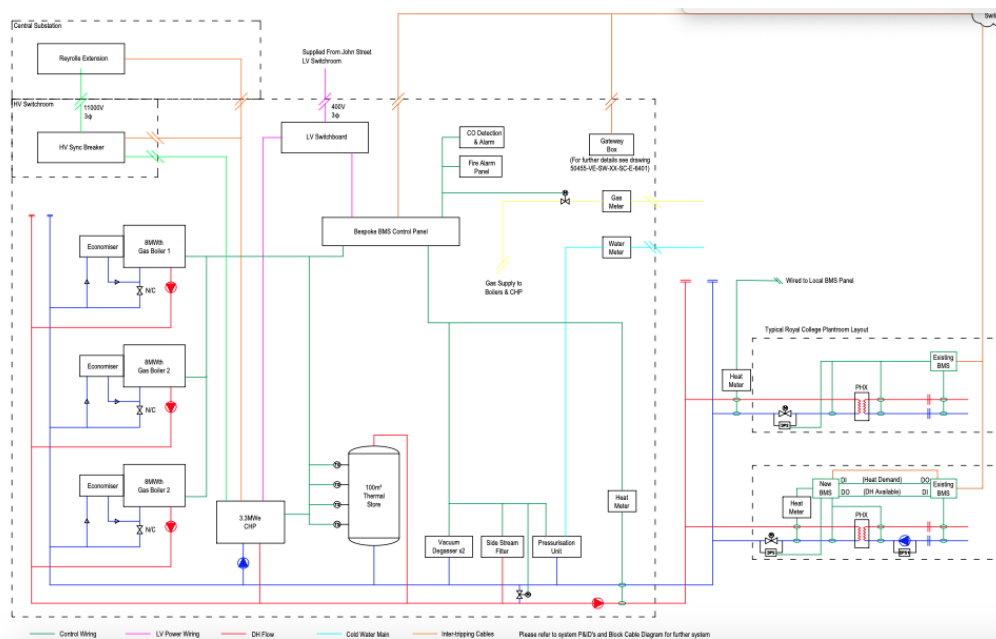 Central Substation
Reyrolle Extension
Supplied From John Street
LV Switchroom
HV Switchroom
11000V
3φ
400V
3φ
HV Sync Breaker
LV Switchboard
CO Detection
& Alarm
Fire Alarm
Panel
Gateway
Box
(For further details see drawing
50455-VE-SW-XX-SC-E-6401)
M
Gas
Meter
Bespoke BMS Control Panel
Water
Meter
Gas Supply to
Boilers & CHP
Economiser
8MWth
Gas Boiler 1
N/C
Economiser
8MWth
Gas Boiler 2
N/C
Economiser
8MWth
Gas Boiler 2
N/C
3.3MWe
CHP
100m³
Thermal
Store
Vacuum
Degasser x2
Side Stream
Filter
Pressurisation
Unit
Heat
Meter
Wired to Local BMS Panel
Typical Royal College Plantroom Layout
Heat
Meter
PHX
Existing
BMS
New
BMS
DI
(Heat Demand)
DO
DO
(DH Available)
DI
Existing
BMS
Heat
Meter
PHX
Control Wiring
LV Power Wiring
DH Flow
Cold Water Main
Inter-tripping Cables
Please refer to system P&ID's and Block Cable Diagram for further system